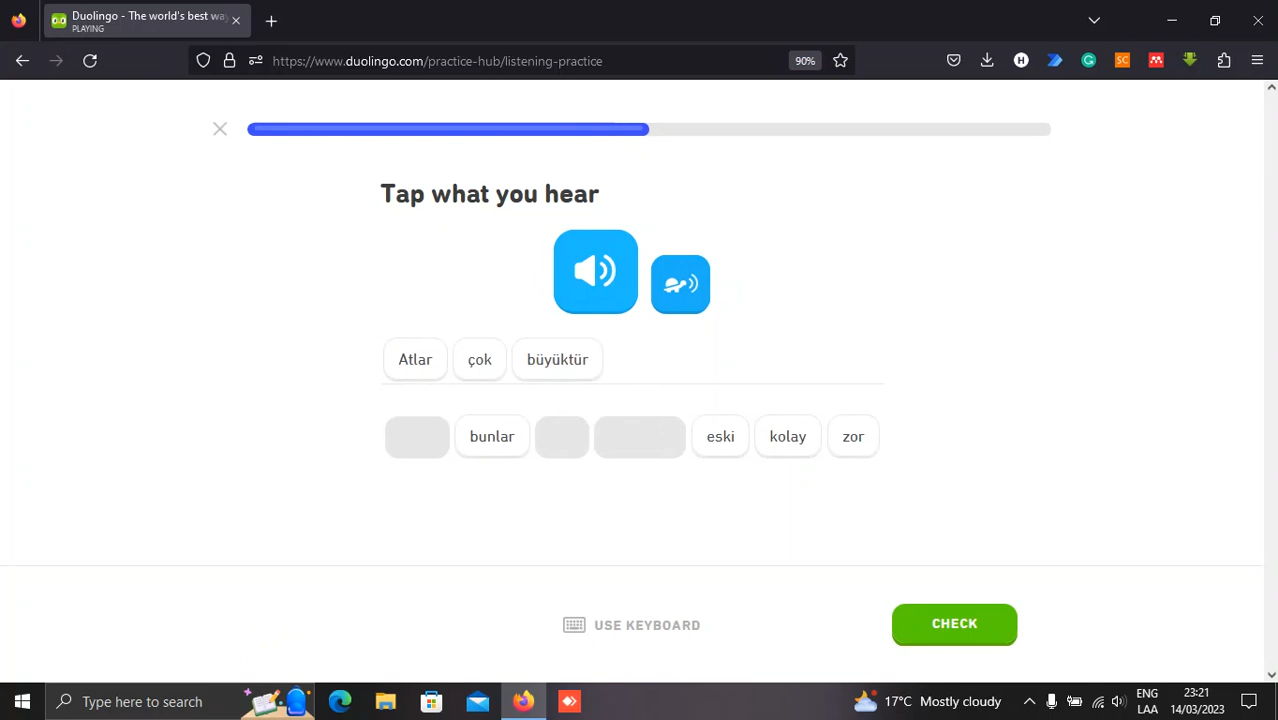 Duolingo - The world's best wa
PLAYING
https://www.duolingo.com/practice-hub/listening-practice
90%
H
SC
Tap what you hear
Atlar çok büyüktür
bunlar eski kolay zor
USE KEYBOARD
CHECK
Type here to search
17°C Mostly cloudy
ENG
LAA
23:21
14/03/2023